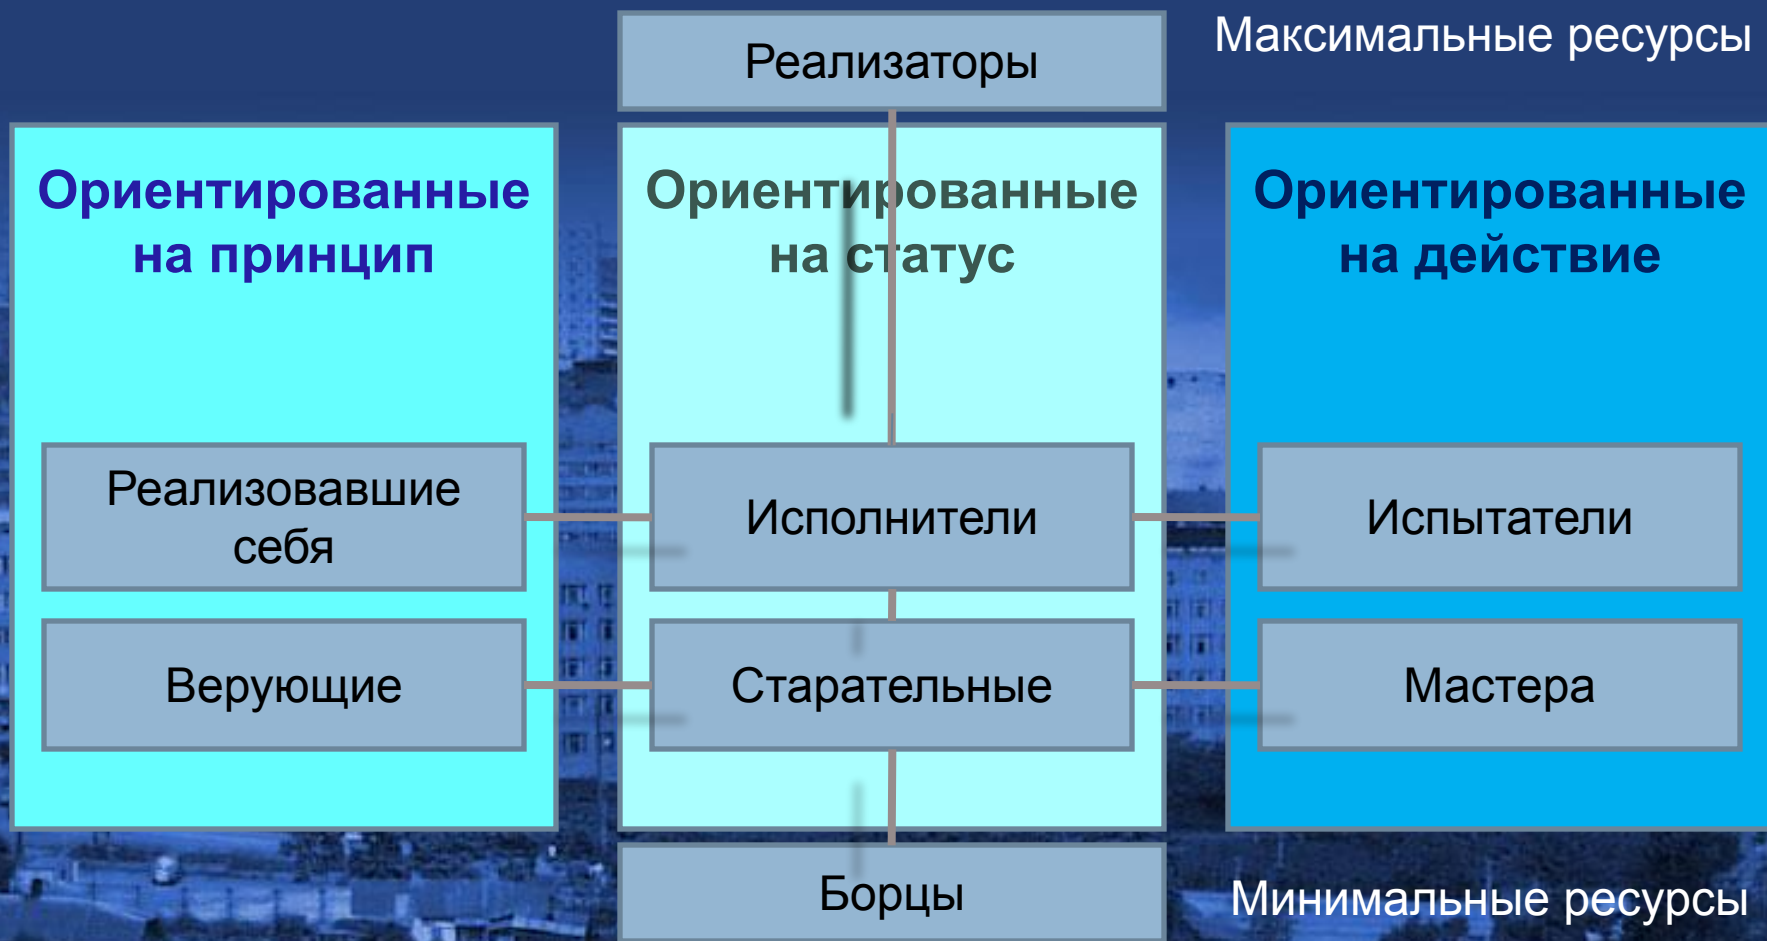 Максимальные ресурсы
Реализаторы
Ориентированные
на принцип
Ориентированные
на статус
Ориентированные
на действие
Реализовавшие
себя
Исполнители
Испытатели
Верующие
Старательные
Мастера
Борцы
Минимальные ресурсы